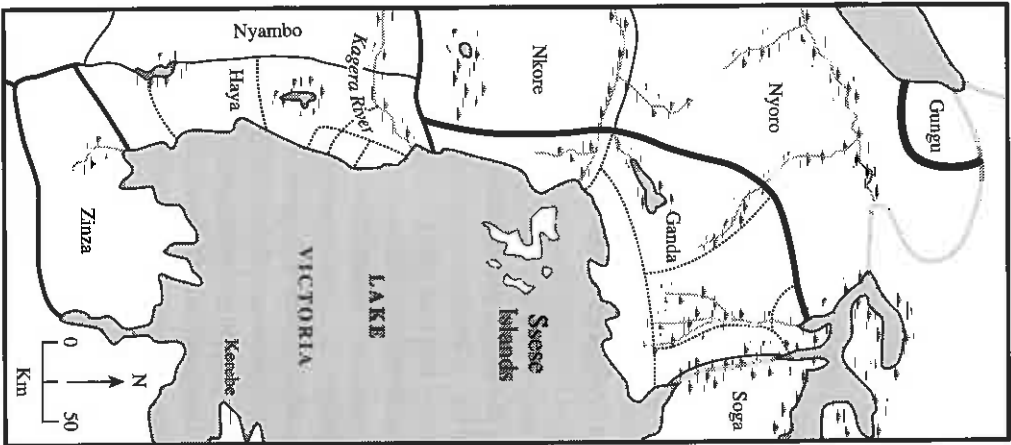 Gungu
Nyoro
Soga
Ganda
Nkore
Ssese
Islands
LAKE
Kagera River
VICTORIA
Nyambo
Haya
Kerebe
Zinza
N
0 50
Km